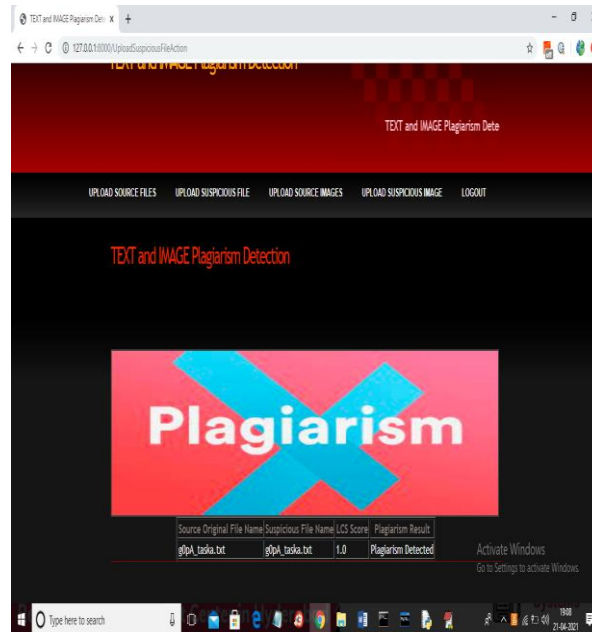 TEXT and IMAGE Plagiarism Det X +
127.0.0.1:8000/UploadSuspiciousFileAction
TEXT and IMAGE Plagiarism Detection
TEXT and IMAGE Plagiarism Dete
UPLOAD SOURCE FILES UPLOAD SUSPICIOUS FILE UPLOAD SOURCE IMAGES UPLOAD SUSPICIOUS IMAGE LOGOUT
TEXT and IMAGE Plagiarism Detection
Plagiarism
Source Original File Name Suspicious File Name LCS Score Plagiarism Result
g0pA_taska.txt g0pA_taska.txt 1.0 Plagiarism Detected
Activate Windows
Go to Settings to activate Windows.
Type here to search
19:08
21-04-2021